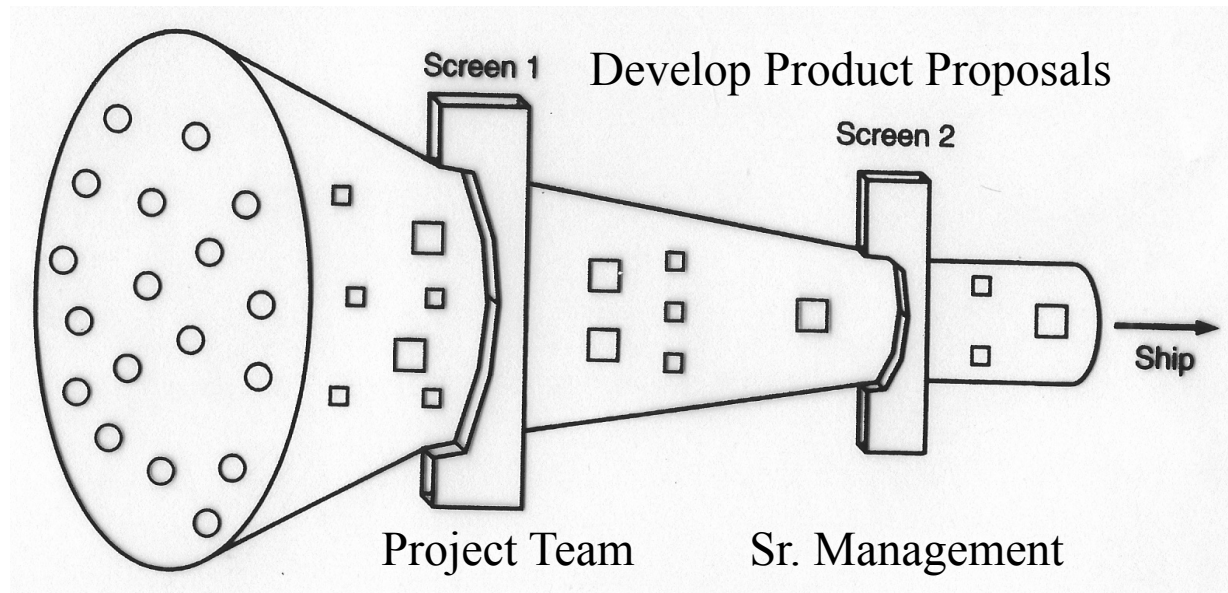 Screen 1
Develop Product Proposals
Screen 2
Ship
Project Team
Sr. Management